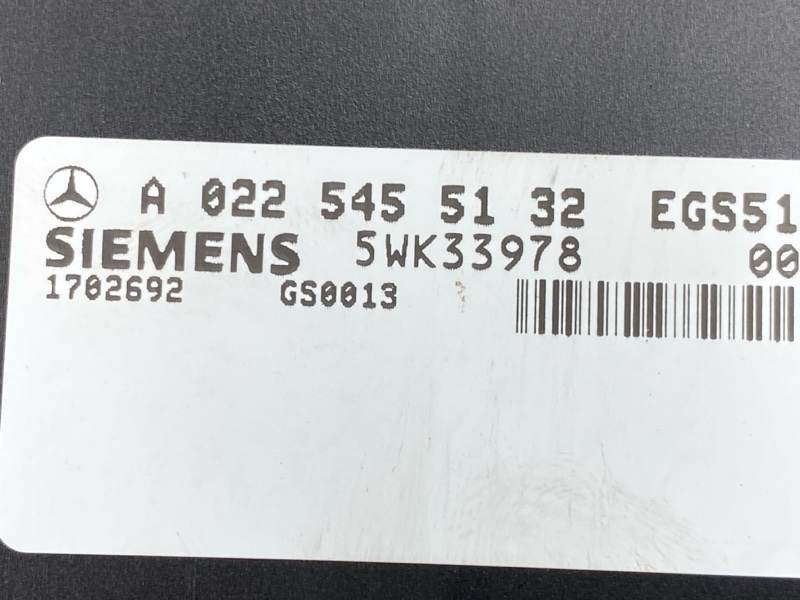 A 022 545 51 32 EGS51
SIEMENS 5WK33978 00
1702692 GS0013